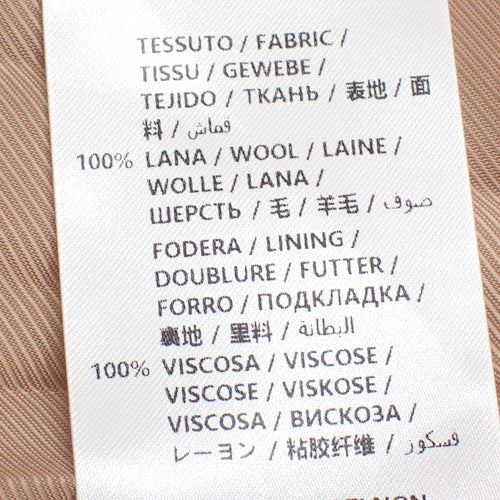 TESSUTO / FABRIC /
TISSU / GEWEBE /
TEJIDO / ТКАНЬ / 表地 / 面
料 / قماش
100% LANA / WOOL / LAINE /
WOLLE / LANA /
ШЕРСТЬ / 毛 / 羊毛 / صوف
FODERA / LINING /
DOUBLURE / FUTTER /
FORRO / ПОДКЛАДКА /
裏地 / 里料 / البطانة
100% VISCOSA / VISCOSE /
VISCOSE / VISKOSE /
VISCOSA / ВИСКОЗА /
レーヨン / 粘胶纤维 / فسكوز